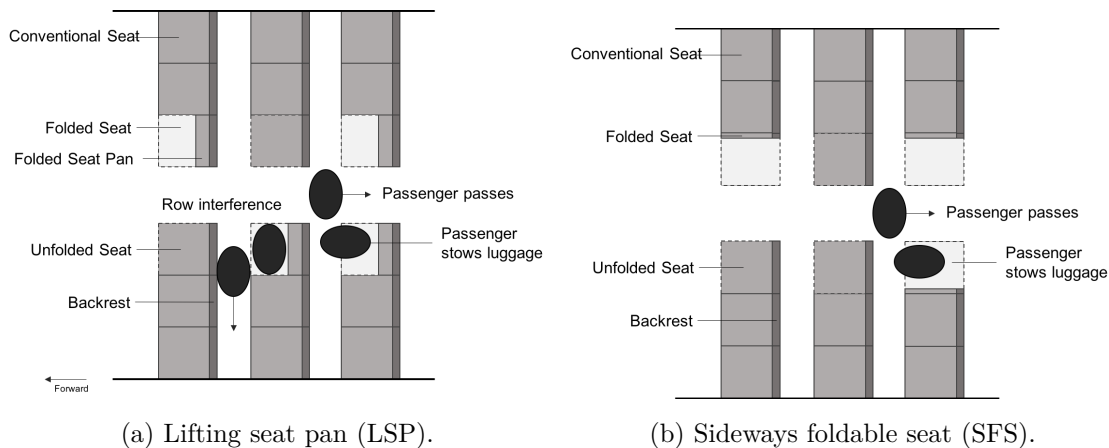 Conventional Seat
Folded Seat
Folded Seat Pan
Row interference
Passenger passes
Unfolded Seat
Passenger
stows luggage
Backrest
Forward
(a) Lifting seat pan (LSP).
Conventional Seat
Folded Seat
Passenger passes
Unfolded Seat
Passenger
stows luggage
Backrest
(b) Sideways foldable seat (SFS).